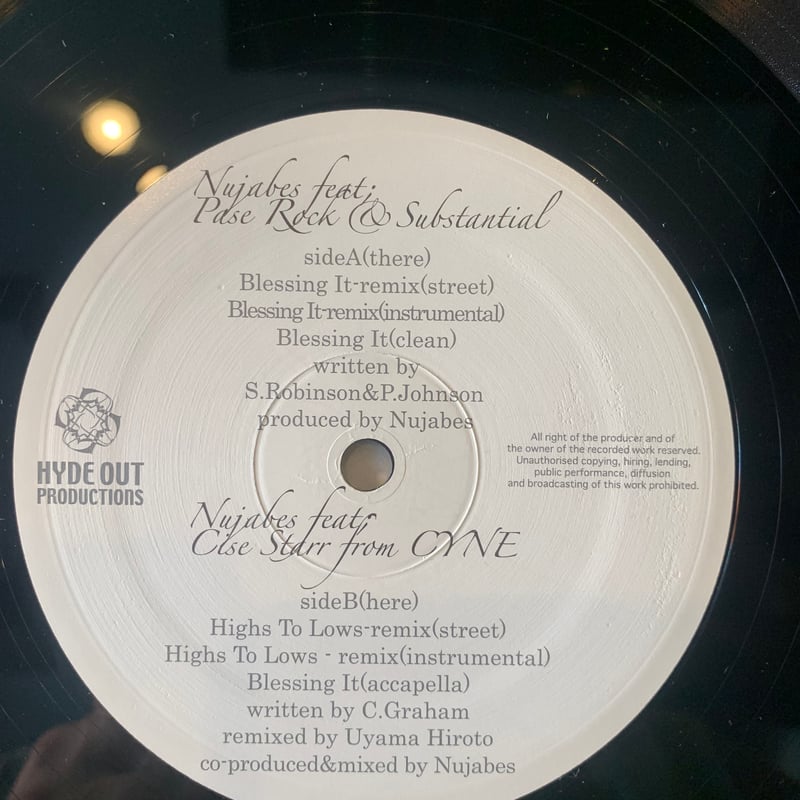 Nujabes feat;
Pase Rock & Substantial
sideA(there)
Blessing It-remix(street)
Blessing It-remix(instrumental)
Blessing It(clean)
written by
S.Robinson&P.Johnson
produced by Nujabes
HYDE OUT
PRODUCTIONS
All right of the producer and of
the owner of the recorded work reserved.
Unauthorised copying, hiring, lending,
public performance, diffusion
and broadcasting of this work prohibited.
Nujabes feat;
Cise Starr from CYNE
sideB(here)
Highs To Lows-remix(street)
Highs To Lows - remix(instrumental)
Blessing It(accapella)
written by C.Graham
remixed by Uyama Hiroto
co-produced&mixed by Nujabes